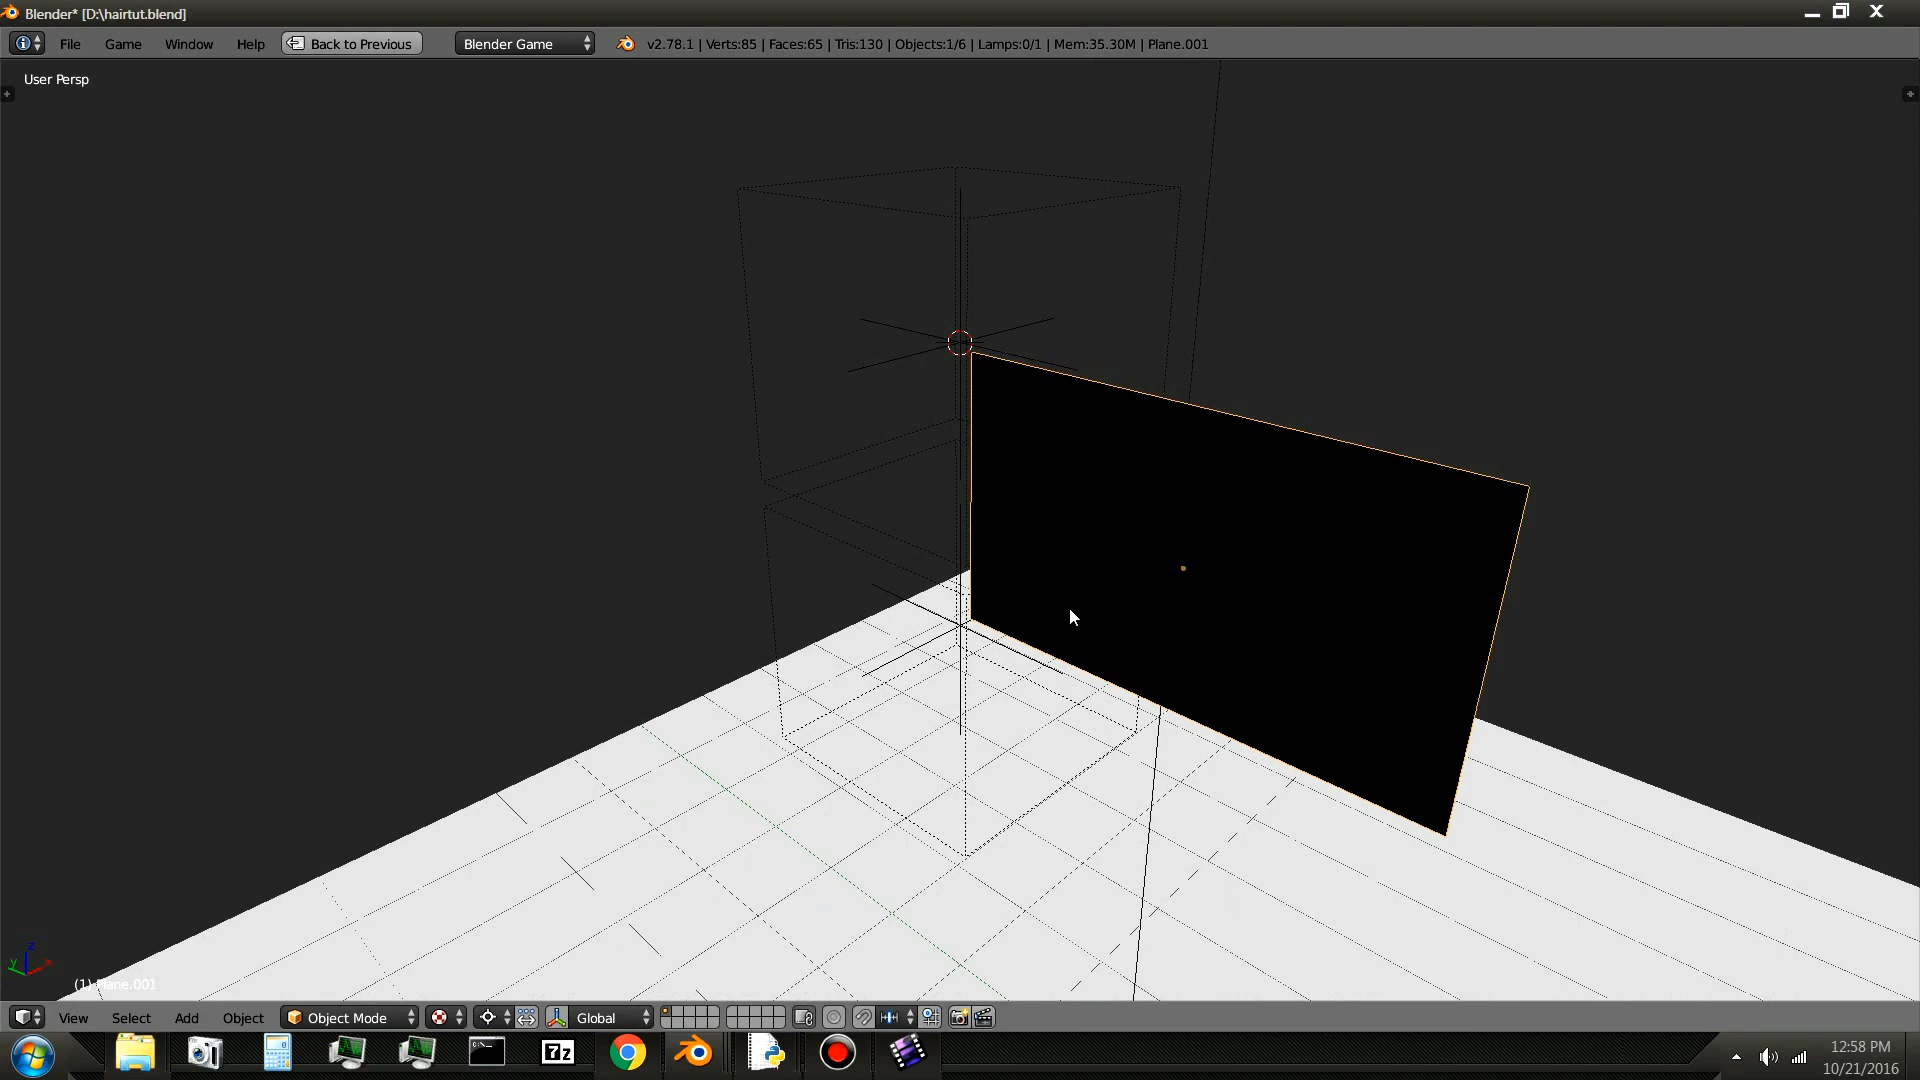 Blender* [D:\hairtut.blend]
File Game Window Help Back to Previous Blender Game v2.78.1 | Verts:85 | Faces:65 | Tris:130 | Objects:1/6 | Lamps:0/1 | Mem:35.30M | Plane.001
User Persp
z
y x
(1) Plane.001
View Select Add Object Object Mode Global
7z
12:58 PM
10/21/2016